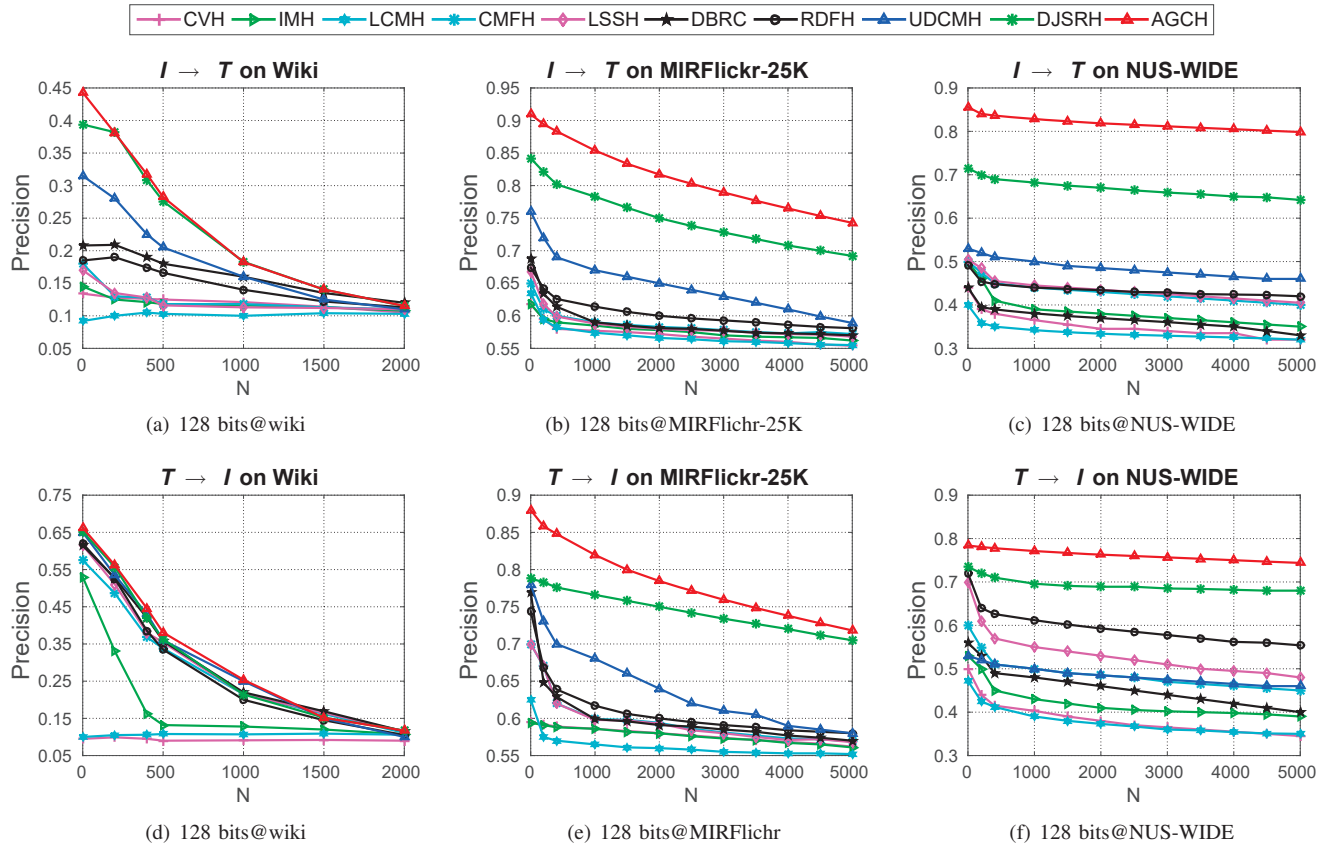 CVH IMH LCMH CMFH LSSH DBRC RDFH UDCMH DJSRH AGCH
I → T on Wiki
0.45
0.4
0.35
0.3
0.25
0.2
0.15
0.1
0.05
Precision
0 500 1000 1500 2000
N
(a) 128 bits@wiki
I → T on MIRFlickr-25K
0.95
0.9
0.85
0.8
0.75
0.7
0.65
0.6
0.55
Precision
0 1000 2000 3000 4000 5000
N
(b) 128 bits@MIRFlichr-25K
I → T on NUS-WIDE
0.9
0.8
0.7
0.6
0.5
0.4
0.3
Precision
0 1000 2000 3000 4000 5000
N
(c) 128 bits@NUS-WIDE
T → I on Wiki
0.75
0.65
0.55
0.45
0.35
0.25
0.15
0.05
Precision
0 500 1000 1500 2000
N
(d) 128 bits@wiki
T → I on MIRFlickr-25K
0.9
0.85
0.8
0.75
0.7
0.65
0.6
0.55
Precision
0 1000 2000 3000 4000 5000
N
(e) 128 bits@MIRFlichr
T → I on NUS-WIDE
0.9
0.8
0.7
0.6
0.5
0.4
0.3
Precision
0 1000 2000 3000 4000 5000
N
(f) 128 bits@NUS-WIDE